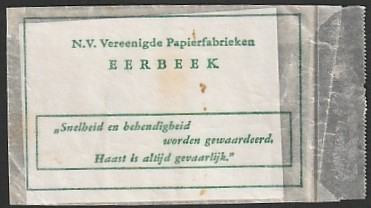 N.V. Vereenigde Papierfabrieken
EERBEEK
„Snelheid en behendigheid
worden gewaardeerd.
Haast is altijd gevaarlijk.”